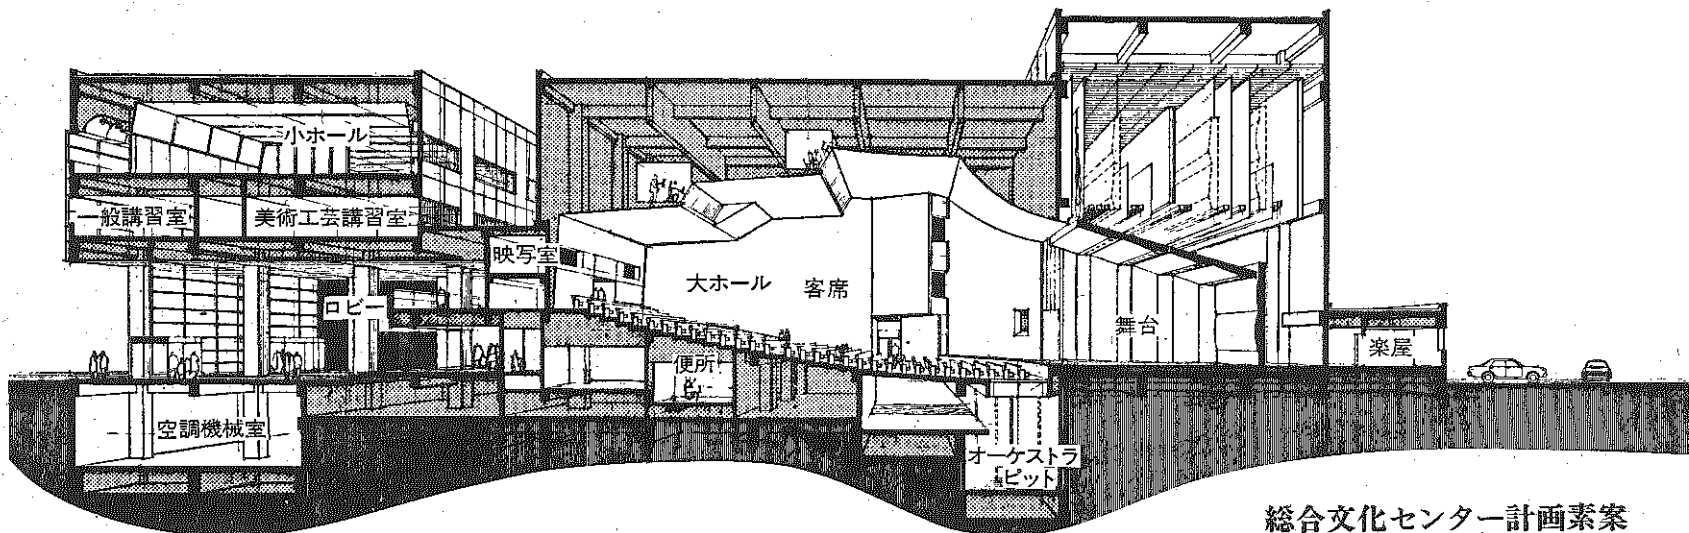 小ホール
一般講習室
美術工芸講習室
映写室
大ホール 客席
ロビー
舞台
楽屋
便所
空調機械室
オーケストラ
ピット
総合文化センター計画素案